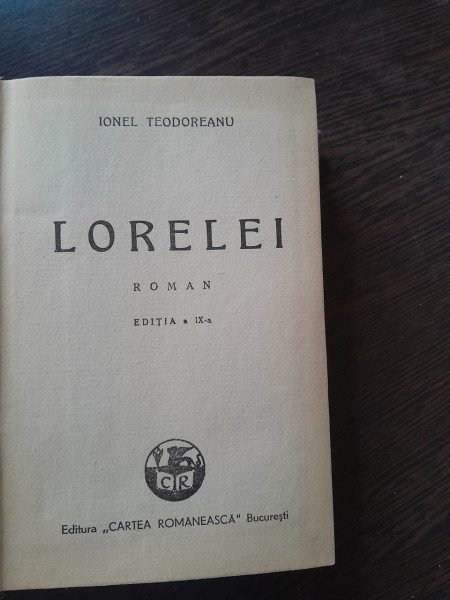 IONEL TEODOREANU
LORELEI
ROMAN
EDIȚIA a IX-a
CR
Editura „CARTEA ROMÂNEASCĂ" București